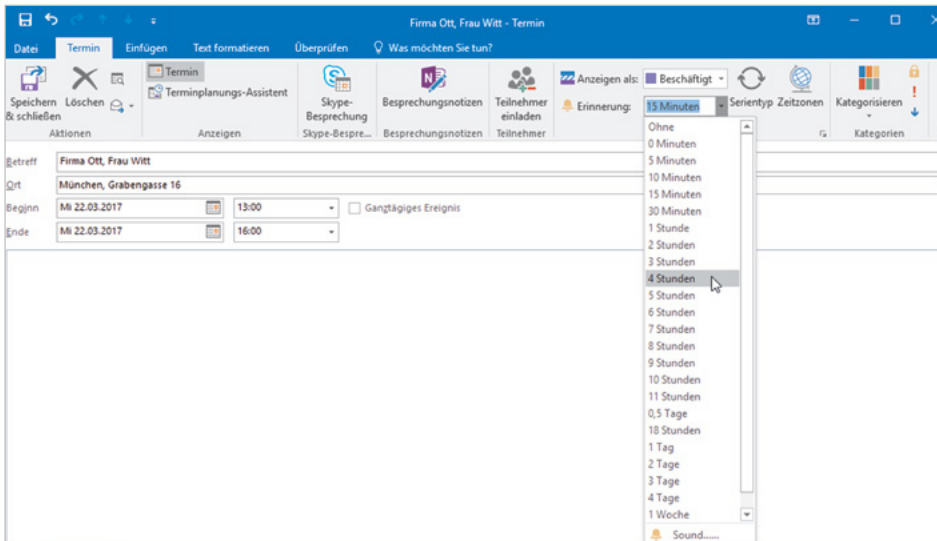 Firma Ott, Frau Witt - Termin
Datei Termin Einfügen Text formatieren Überprüfen Was möchten Sie tun?
Speichern & schließen
Löschen
Aktionen
Termin
Terminplanungs-Assistent
Anzeigen
Skype-Besprechung
Skype-Bespre...
Besprechungsnotizen
Besprechungsnotizen
Teilnehmer einladen
Teilnehmer
Anzeigen als: Beschäftigt
Erinnerung: 15 Minuten
Serientyp
Zeitzonen
Kategorisieren
Kategorien
Betreff Firma Ott, Frau Witt
Ort München, Grabengasse 16
Beginn Mi 22.03.2017 13:00 Ganztägiges Ereignis
Ende Mi 22.03.2017 16:00
Ohne
0 Minuten
5 Minuten
10 Minuten
15 Minuten
30 Minuten
1 Stunde
2 Stunden
3 Stunden
4 Stunden
5 Stunden
6 Stunden
7 Stunden
8 Stunden
9 Stunden
10 Stunden
11 Stunden
0,5 Tage
18 Stunden
1 Tag
2 Tage
3 Tage
4 Tage
1 Woche
Sound......